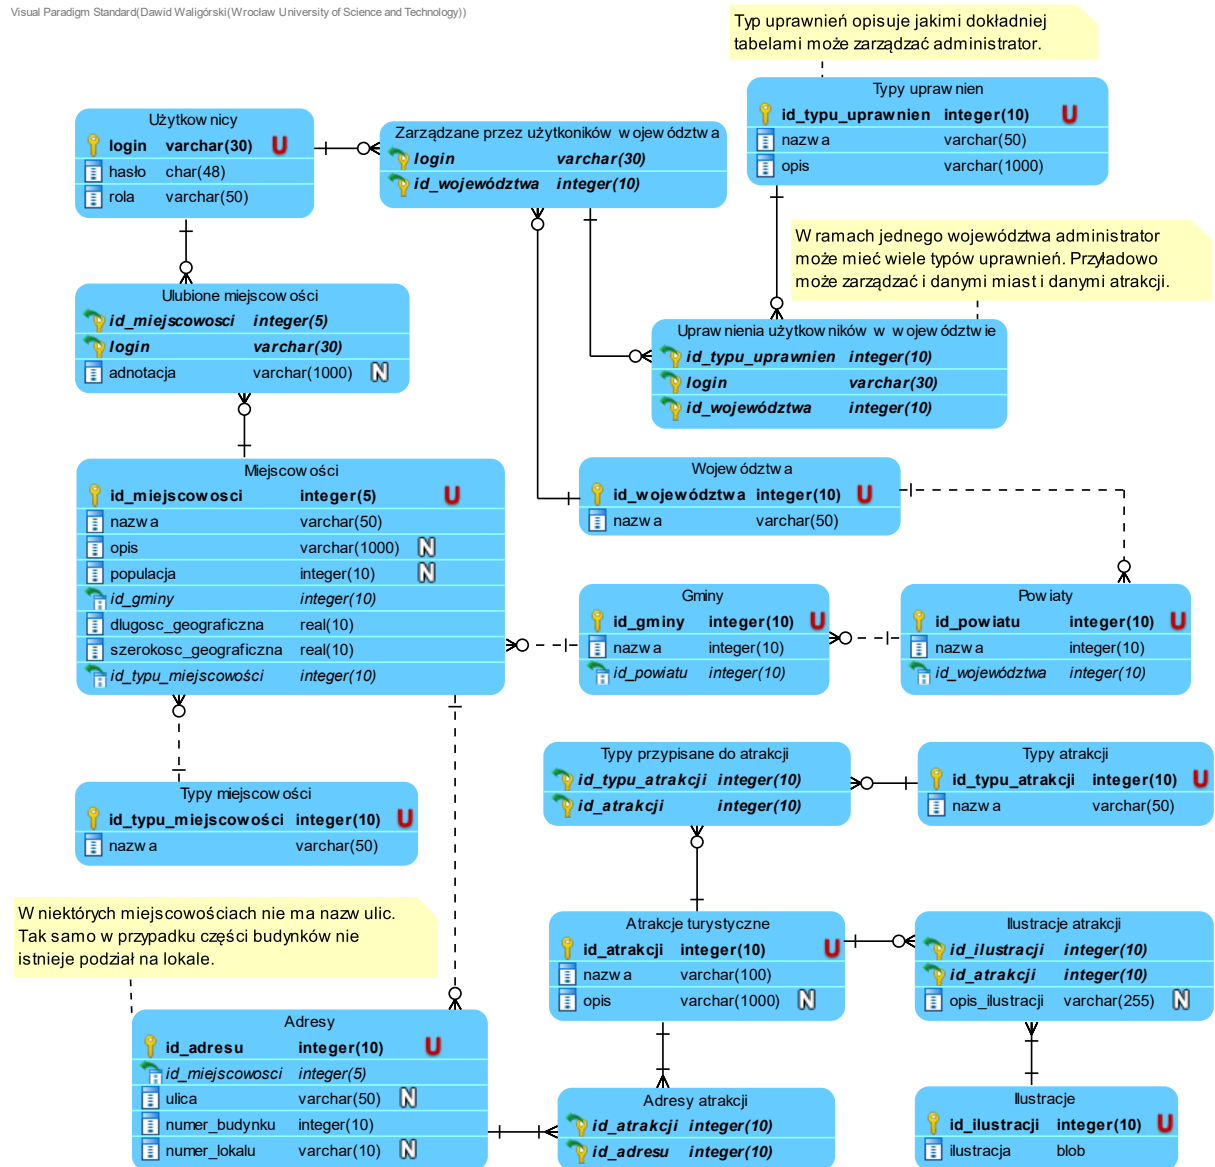 Visual Paradigm Standard(Dawid Waligórski(Wrocław University of Science and Technology))
Typ uprawnień opisuje jakimi dokładniej
tabelami może zarządzać administrator.
Typy uprawnien
id_typu_uprawnien integer(10) U
nazwa varchar(50)
opis varchar(1000)
Użytkownicy
login varchar(30) U
hasło char(48)
rola varchar(50)
Zarządzane przez użytkoników województwa
login varchar(30)
id_województwa integer(10)
W ramach jednego województwa administrator
może mieć wiele typów uprawnień. Przyładowo
może zarządzać i danymi miast i danymi atrakcji.
Ulubione miejscowości
id_miejscowosci integer(5)
login varchar(30)
adnotacja varchar(1000) N
Uprawnienia użytkowników w województwie
id_typu_uprawnien integer(10)
login varchar(30)
id_województwa integer(10)
Miejscowości
id_miejscowosci integer(5) U
nazwa varchar(50)
opis varchar(1000) N
populacja integer(10) N
id_gminy integer(10)
dlugosc_geograficzna real(10)
szerokosc_geograficzna real(10)
id_typu_miejscowości integer(10)
Województwa
id_województwa integer(10) U
nazwa varchar(50)
Gminy
id_gminy integer(10) U
nazwa integer(10)
id_powiatu integer(10)
Powiaty
id_powiatu integer(10) U
nazwa integer(10)
id_województwa integer(10)
Typy miejscowości
id_typu_miejscowości integer(10) U
nazwa varchar(50)
Typy przypisane do atrakcji
id_typu_atrakcji integer(10)
id_atrakcji integer(10)
Typy atrakcji
id_typu_atrakcji integer(10) U
nazwa varchar(50)
W niektórych miejscowościach nie ma nazw ulic.
Tak samo w przypadku części budynków nie
istnieje podział na lokale.
Atrakcje turystyczne
id_atrakcji integer(10) U
nazwa varchar(100)
opis varchar(1000) N
Ilustracje atrakcji
id_ilustracji integer(10)
id_atrakcji integer(10)
opis_ilustracji varchar(255) N
Adresy
id_adresu integer(10) U
id_miejscowosci integer(5)
ulica varchar(50) N
numer_budynku integer(10)
numer_lokalu varchar(10) N
Adresy atrakcji
id_atrakcji integer(10)
id_adresu integer(10)
Ilustracje
id_ilustracji integer(10) U
ilustracja blob